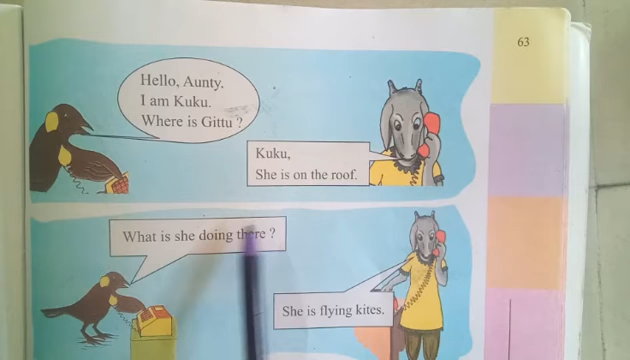 63
Hello, Aunty.
I am Kuku.
Where is Gittu ?
Kuku,
She is on the roof.
What is she doing there ?
She is flying kites.